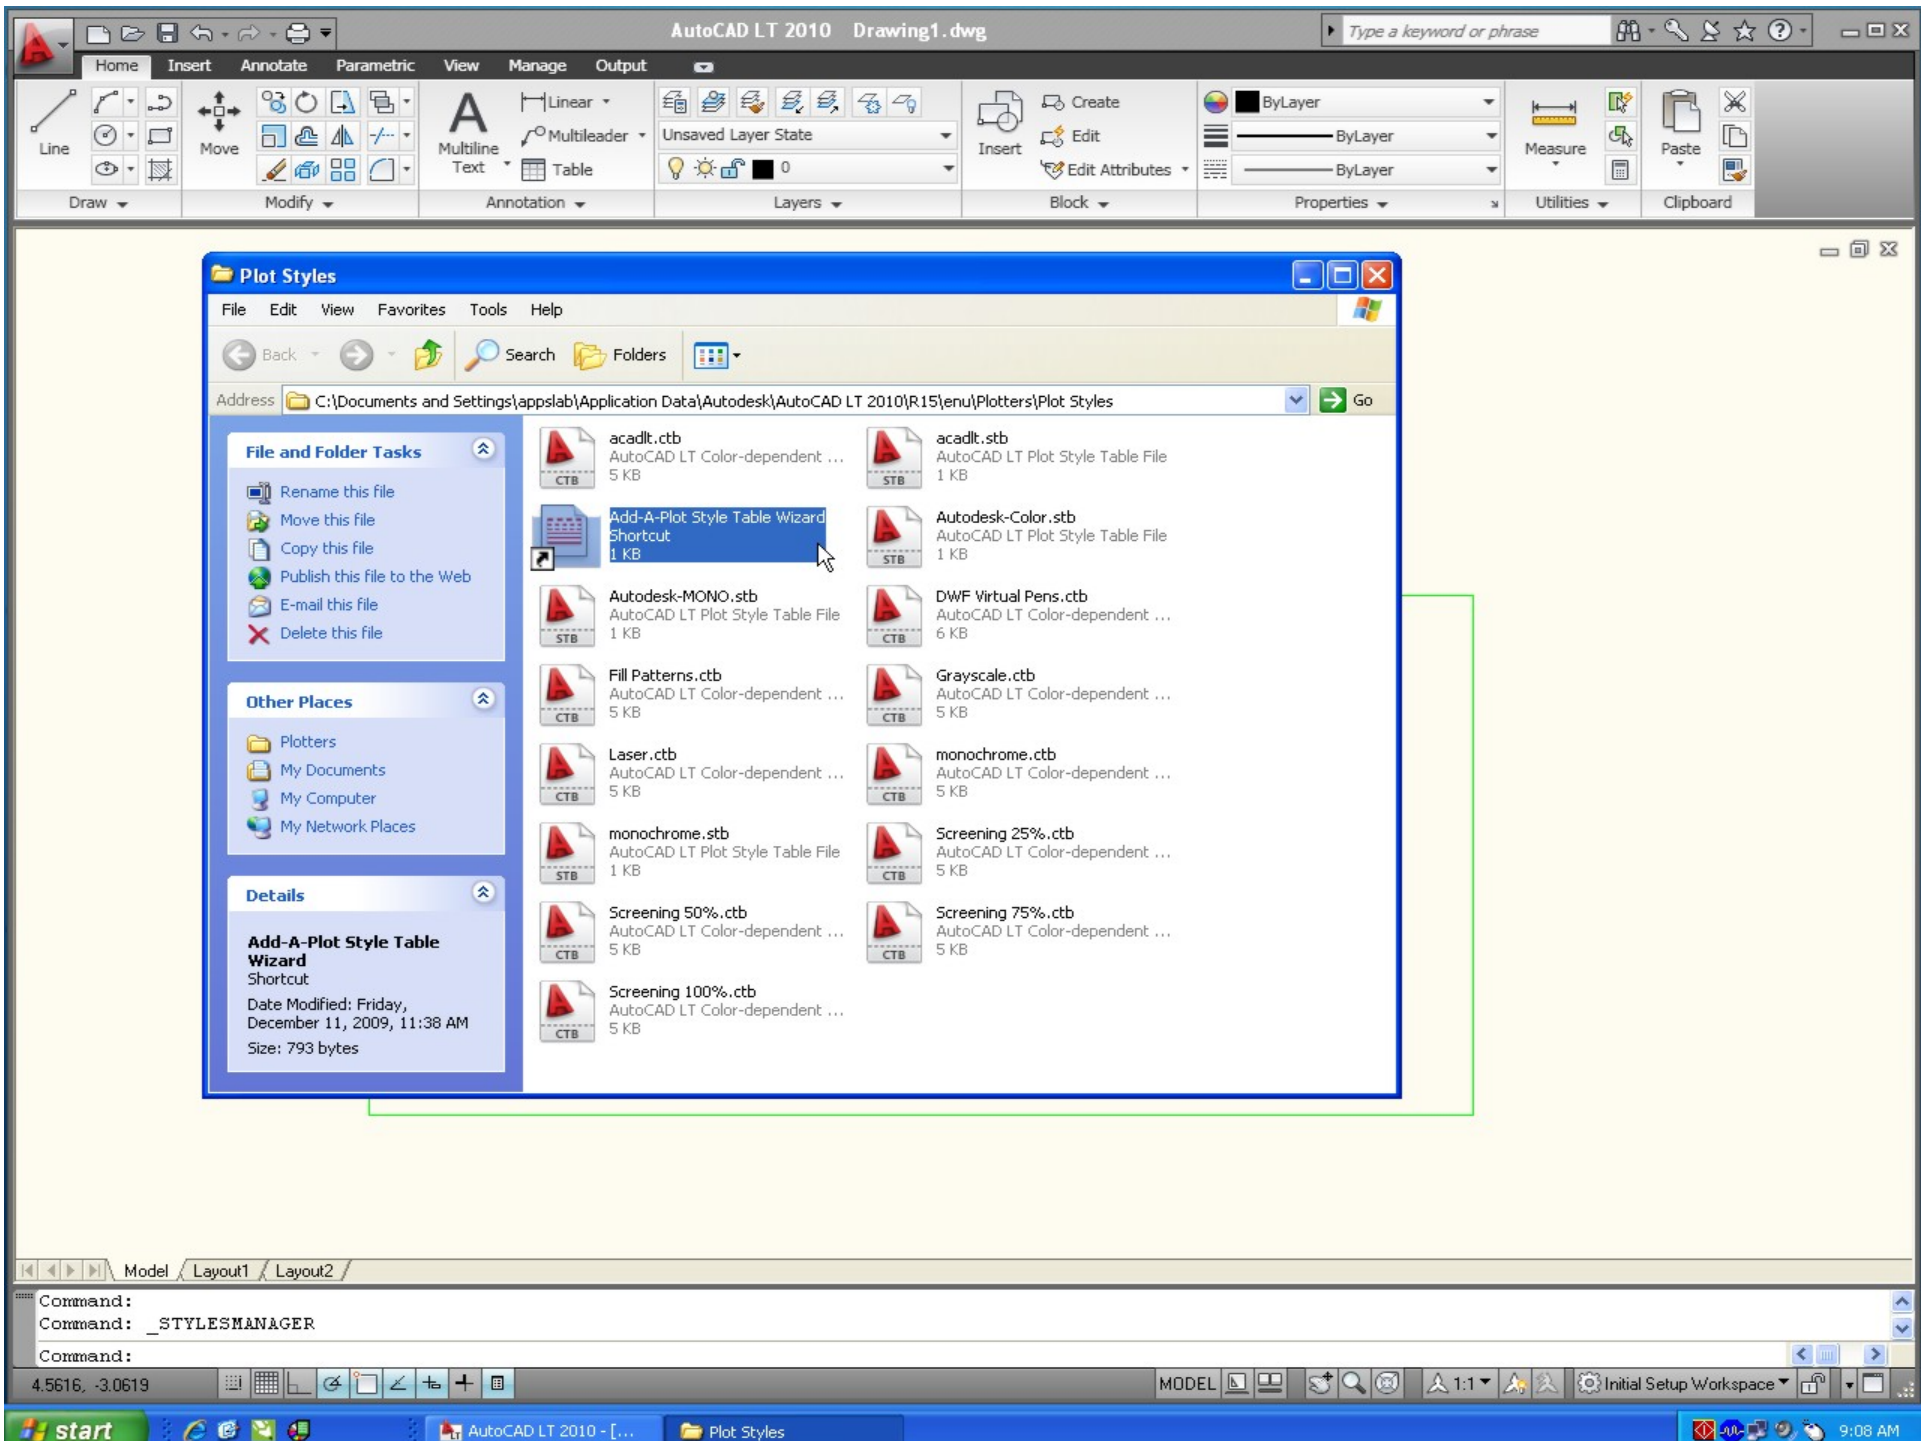 AutoCAD LT 2010 Drawing1.dwg
Type a keyword or phrase
Home Insert Annotate Parametric View Manage Output
Line
Move
A
Multiline
Text
Linear
Multileader
Table
Unsaved Layer State
0
Insert
Create
Edit
Edit Attributes
ByLayer
ByLayer
ByLayer
Measure
Paste
Draw Modify Annotation Layers Block Properties Utilities Clipboard
Plot Styles
File Edit View Favorites Tools Help
Back Search Folders
Address C:\Documents and Settings\appslab\Application Data\Autodesk\AutoCAD LT 2010\R15\enu\Plotters\Plot Styles Go
File and Folder Tasks
Rename this file
Move this file
Copy this file
Publish this file to the Web
E-mail this file
Delete this file
Other Places
Plotters
My Documents
My Computer
My Network Places
Details
Add-A-Plot Style Table
Wizard
Shortcut
Date Modified: Friday,
December 11, 2009, 11:38 AM
Size: 793 bytes
CTB
acadlt.ctb
AutoCAD LT Color-dependent ...
5 KB
STB
acadlt.stb
AutoCAD LT Plot Style Table File
1 KB
Add-A-Plot Style Table Wizard
Shortcut
1 KB
STB
Autodesk-Color.stb
AutoCAD LT Plot Style Table File
1 KB
STB
Autodesk-MONO.stb
AutoCAD LT Plot Style Table File
1 KB
CTB
DWF Virtual Pens.ctb
AutoCAD LT Color-dependent ...
6 KB
CTB
Fill Patterns.ctb
AutoCAD LT Color-dependent ...
5 KB
CTB
Grayscale.ctb
AutoCAD LT Color-dependent ...
5 KB
CTB
Laser.ctb
AutoCAD LT Color-dependent ...
5 KB
CTB
monochrome.ctb
AutoCAD LT Color-dependent ...
5 KB
STB
monochrome.stb
AutoCAD LT Plot Style Table File
1 KB
CTB
Screening 25%.ctb
AutoCAD LT Color-dependent ...
5 KB
CTB
Screening 50%.ctb
AutoCAD LT Color-dependent ...
5 KB
CTB
Screening 75%.ctb
AutoCAD LT Color-dependent ...
5 KB
CTB
Screening 100%.ctb
AutoCAD LT Color-dependent ...
5 KB
Model Layout1 Layout2
Command:
Command: _STYLESMANAGER
Command:
4.5616, -3.0619 MODEL 1:1 Initial Setup Workspace
start AutoCAD LT 2010 - [... Plot Styles 9:08 AM